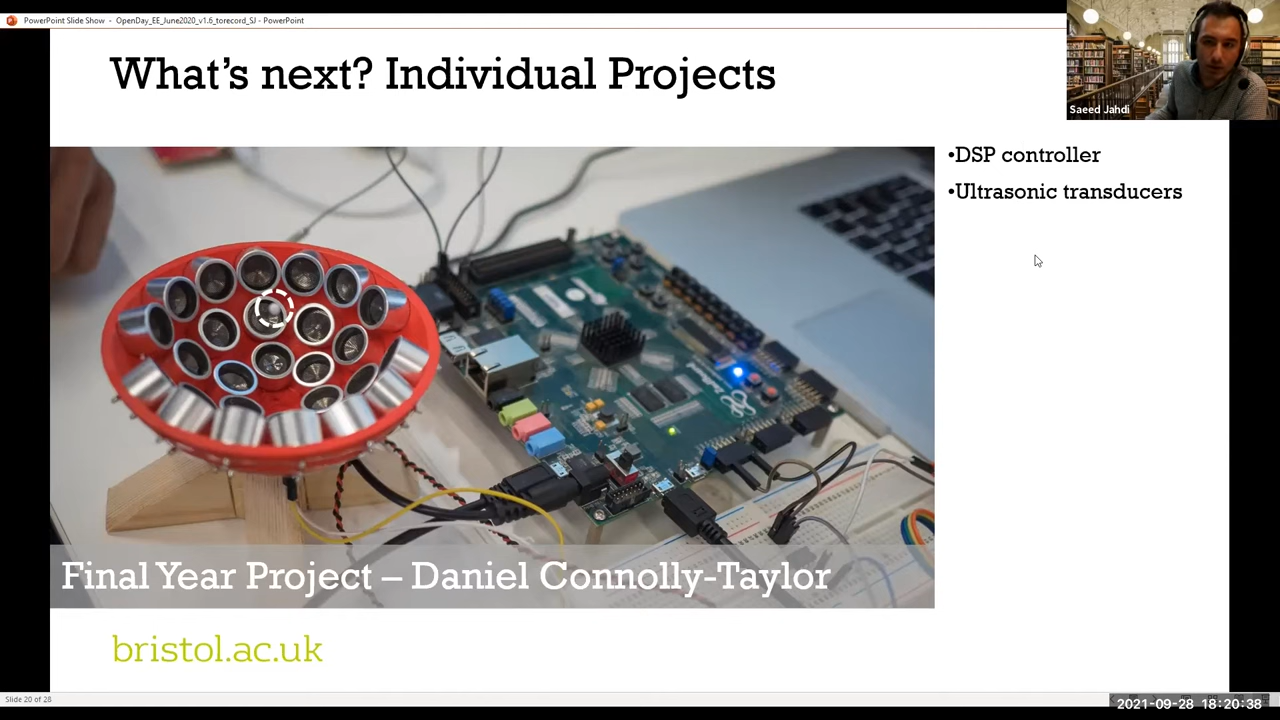 PowerPoint Slide Show - OpenDay_EE_June2020_v1.6_torecord_SJ - PowerPoint
What's next? Individual Projects
Saeed Jahdi
•DSP controller
•Ultrasonic transducers
Final Year Project – Daniel Connolly-Taylor
bristol.ac.uk
Slide 20 of 28
2021-09-28 18:20:38